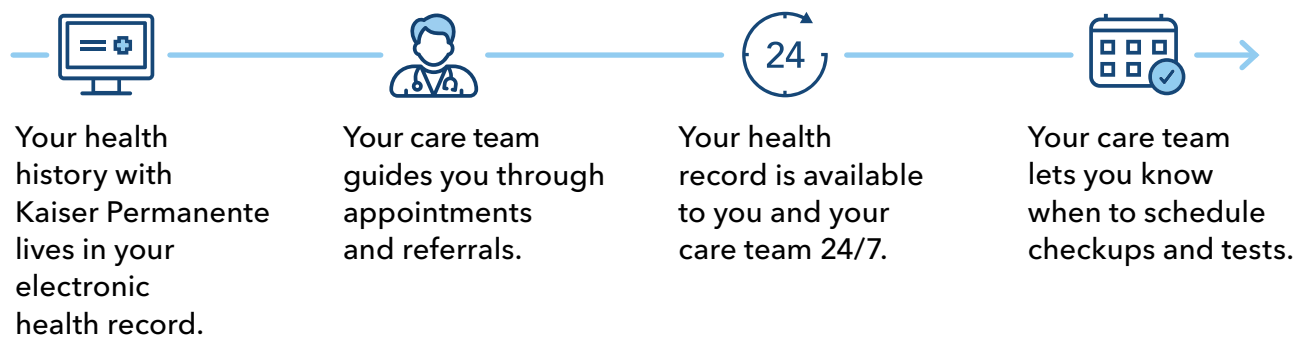 24
Your health
history with
Kaiser Permanente
lives in your
electronic
health record.
Your care team
guides you through
appointments
and referrals.
Your health
record is available
to you and your
care team 24/7.
Your care team
lets you know
when to schedule
checkups and tests.